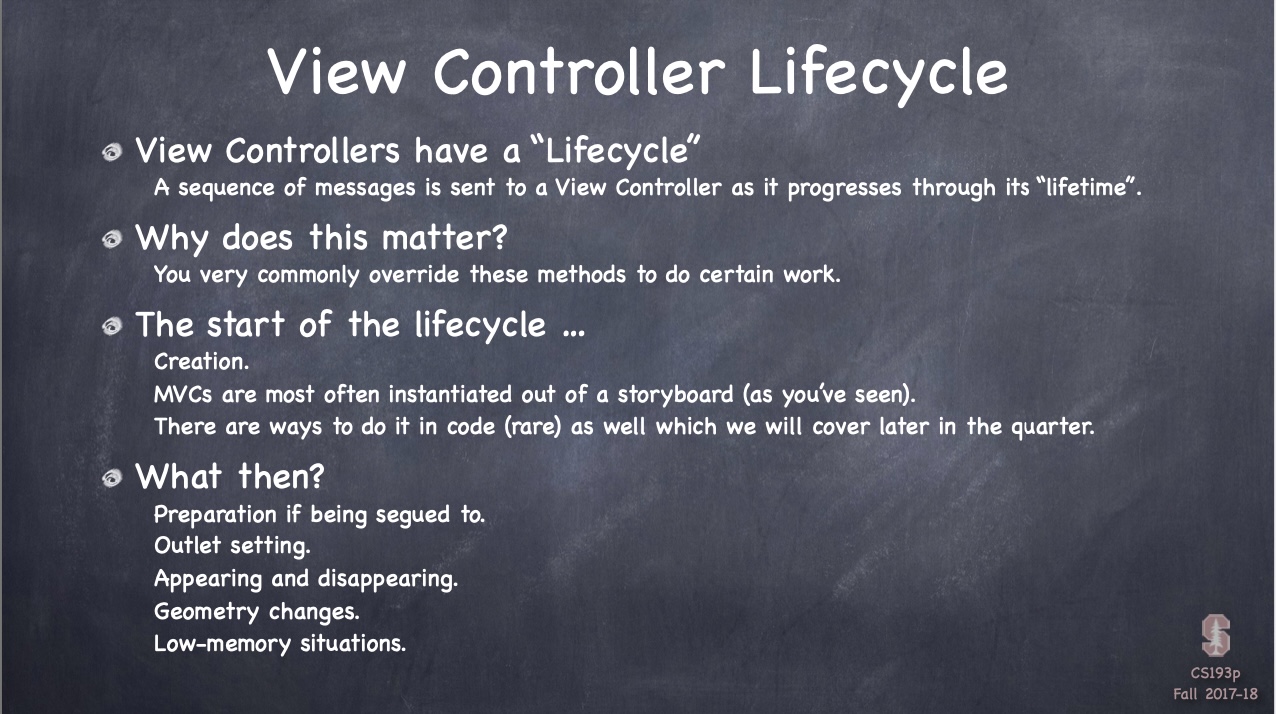 View Controller Lifecycle
View Controllers have a “Lifecycle”
A sequence of messages is sent to a View Controller as it progresses through its “lifetime”.
Why does this matter?
You very commonly override these methods to do certain work.
The start of the lifecycle ...
Creation.
MVCs are most often instantiated out of a storyboard (as you’ve seen).
There are ways to do it in code (rare) as well which we will cover later in the quarter.
What then?
Preparation if being segued to.
Outlet setting.
Appearing and disappearing.
Geometry changes.
Low-memory situations.
S
CS193p
Fall 2017-18